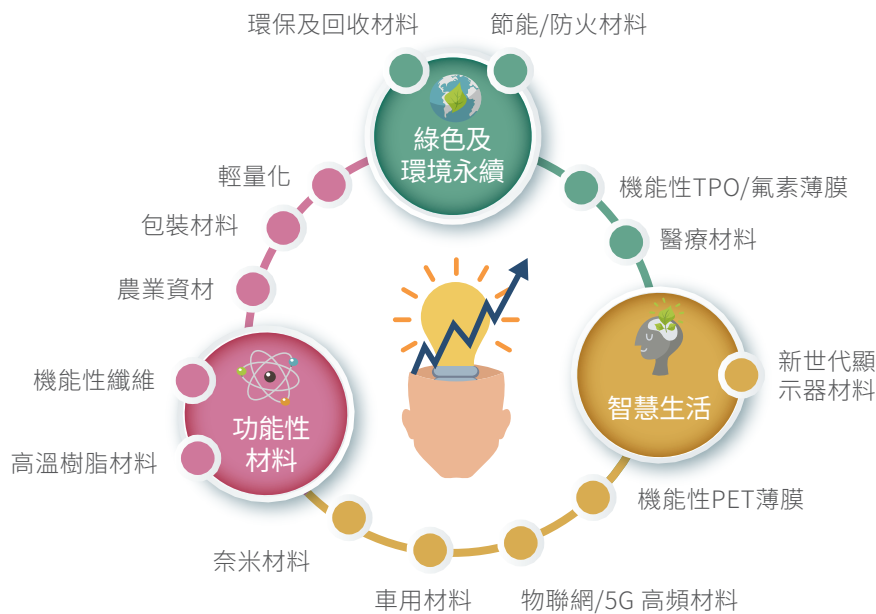 環保及回收材料
節能/防火材料
綠色及
環境永續
輕量化
機能性TPO/氟素薄膜
包裝材料
醫療材料
農業資材
新世代顯
示器材料
機能性纖維
智慧生活
功能性
材料
高溫樹脂材料
機能性PET薄膜
奈米材料
車用材料
物聯網/5G 高頻材料